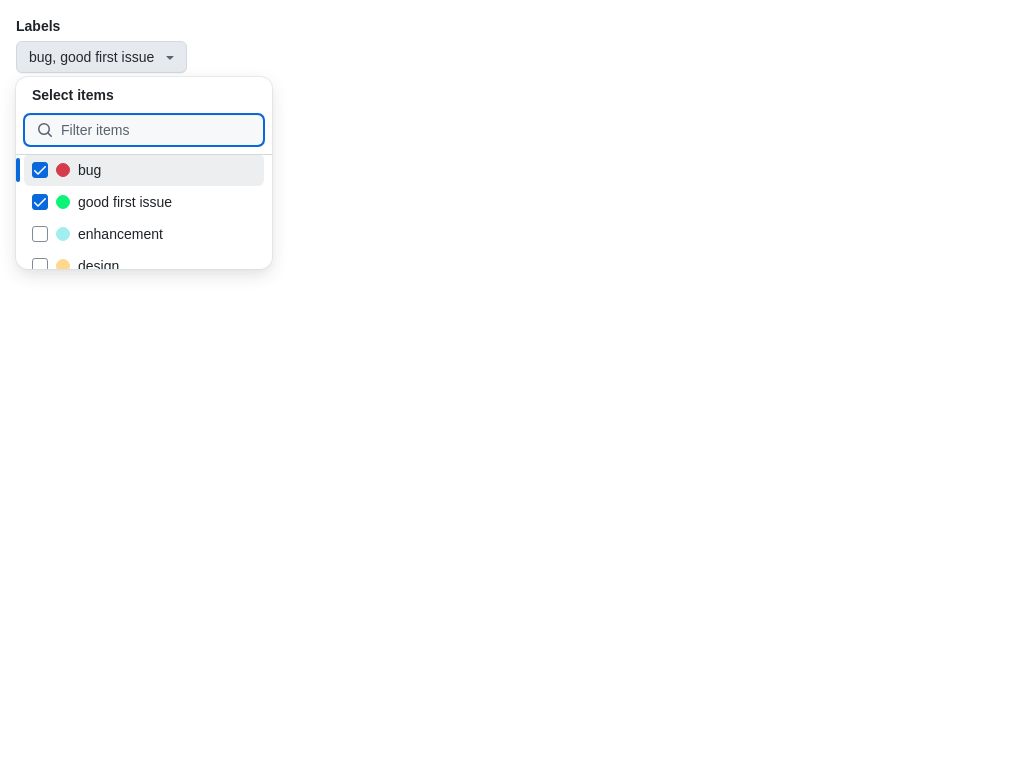 Labels
bug, good first issue
Select items
Filter items
bug
good first issue
enhancement
design